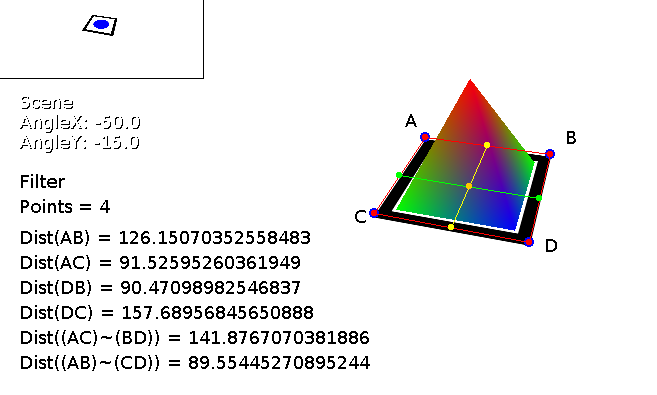 Scene
AngleX: -60.0
AngleY: -15.0
Filter
Points = 4
Dist(AB) = 126.15070352558483
Dist(AC) = 91.52595260361949
Dist(DB) = 90.47098982546837
Dist(DC) = 157.68956845650888
Dist((AC)~(BD)) = 141.8767070381886
Dist((AB)~(CD)) = 89.55445270895244
A
B
C
D